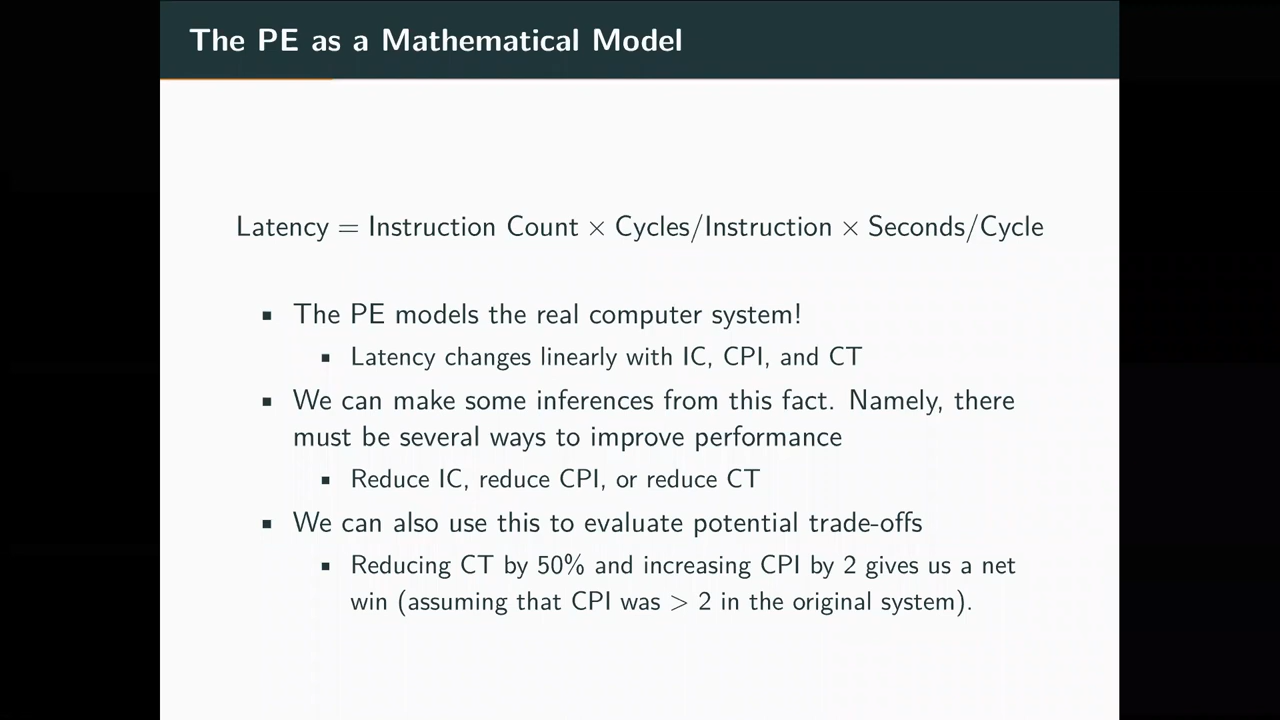 The PE as a Mathematical Model
Latency = Instruction Count × Cycles/Instruction × Seconds/Cycle
▪ The PE models the real computer system!
▪ Latency changes linearly with IC, CPI, and CT
▪ We can make some inferences from this fact. Namely, there
must be several ways to improve performance
▪ Reduce IC, reduce CPI, or reduce CT
▪ We can also use this to evaluate potential trade-offs
▪ Reducing CT by 50% and increasing CPI by 2 gives us a net
win (assuming that CPI was > 2 in the original system).